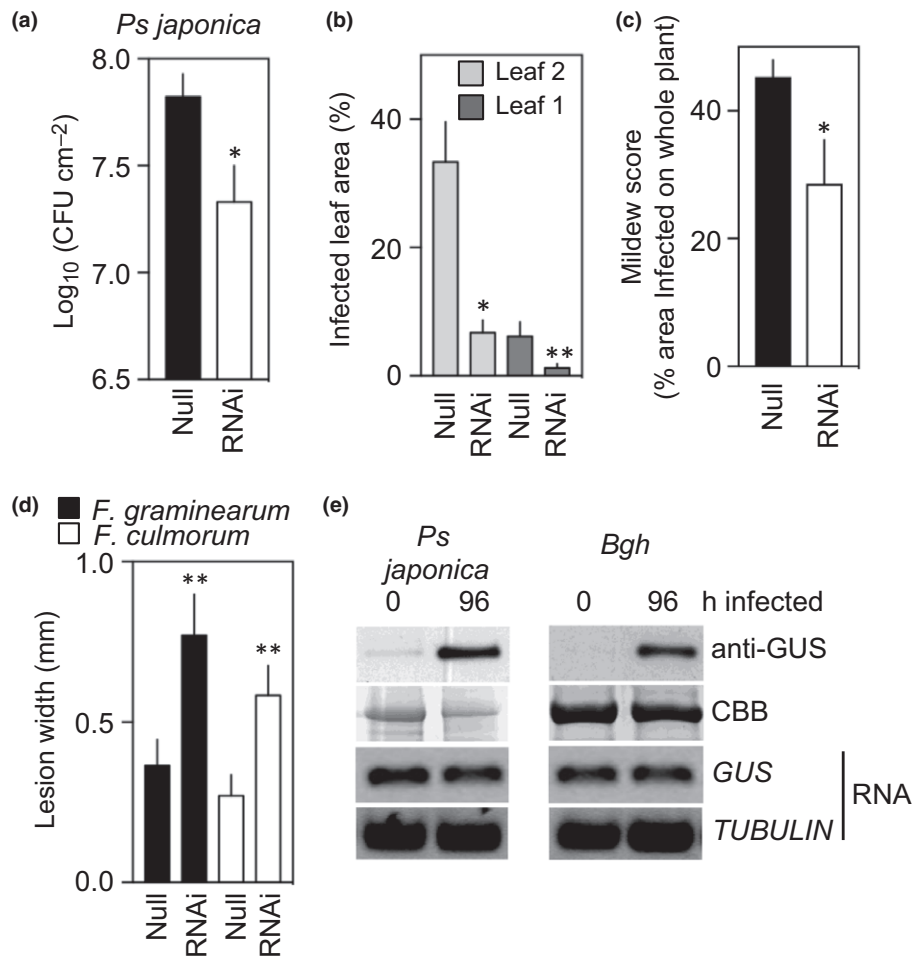 (a)
Ps japonica
Log10 (CFU cm−2)
8.0
7.5
7.0
6.5
Null
RNAi
*
(b)
Infected leaf area (%)
40
20
0
Leaf 2
Leaf 1
*
**
Null
RNAi
Null
RNAi
(c)
Mildew score
(% area Infected on whole plant)
40
20
0
*
Null
RNAi
(d)
F. graminearum
F. culmorum
Lesion width (mm)
1.0
0.5
0.0
**
**
Null
RNAi
Null
RNAi
(e)
Ps
japonica
Bgh
0 96 0 96 h infected
anti-GUS
CBB
GUS
TUBULIN
RNA